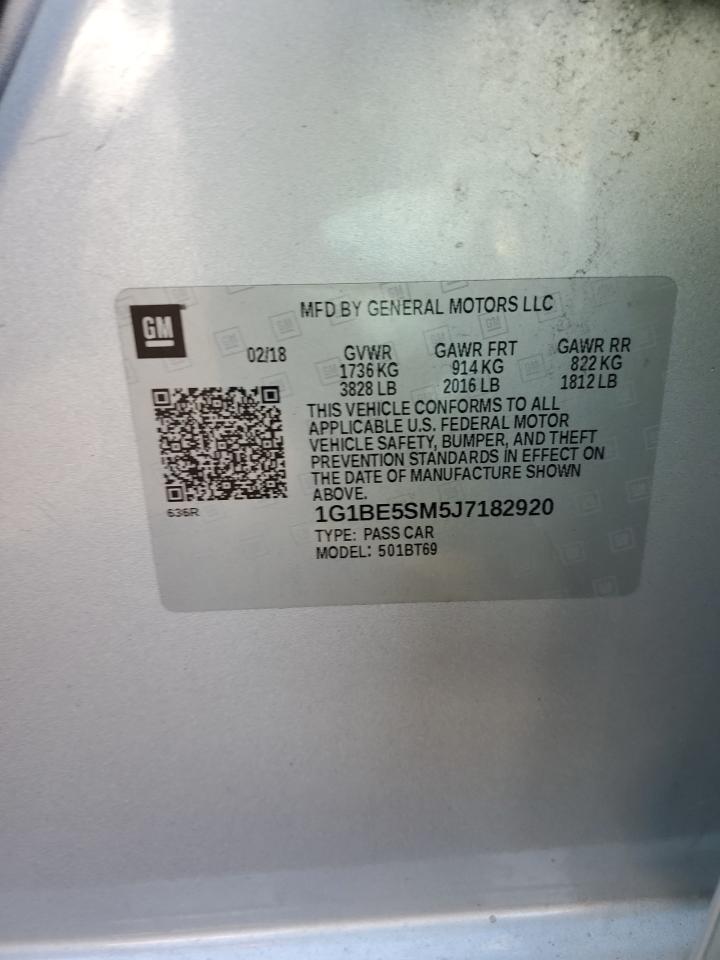 GM
MFD BY GENERAL MOTORS LLC
02/18 GVWR GAWR FRT GAWR RR
1736 KG 914 KG 822 KG
3828 LB 2016 LB 1812 LB
THIS VEHICLE CONFORMS TO ALL
APPLICABLE U.S. FEDERAL MOTOR
VEHICLE SAFETY, BUMPER, AND THEFT
PREVENTION STANDARDS IN EFFECT ON
THE DATE OF MANUFACTURE SHOWN
ABOVE.
636R
1G1BE5SM5J7182920
TYPE: PASS CAR
MODEL: 501BT69